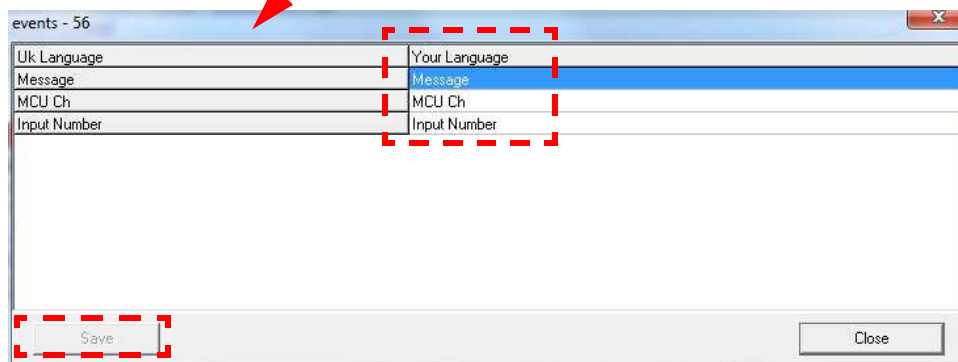 events - 56
Uk Language Your Language
Message Message
MCU Ch MCU Ch
Input Number Input Number
Save Close